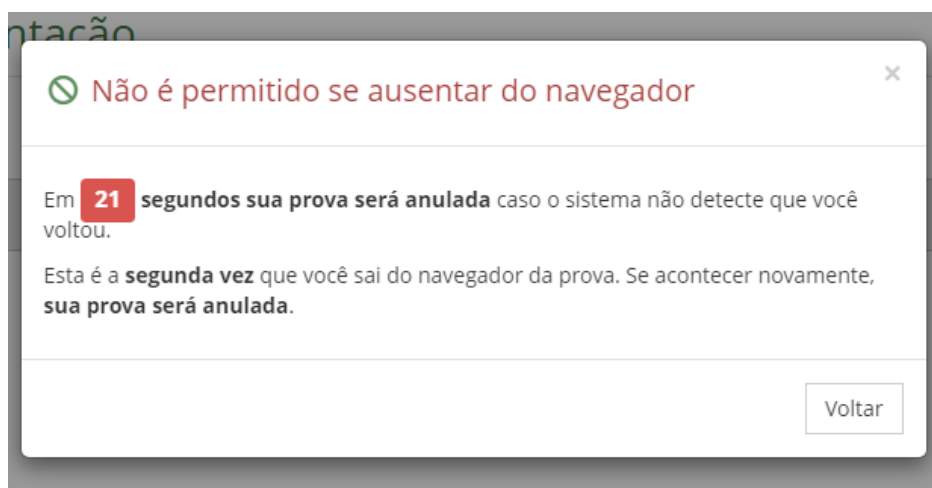 ntação
Não é permitido se ausentar do navegador
×
Em 21 segundos sua prova será anulada caso o sistema não detecte que você
voltou.
Esta é a segunda vez que você sai do navegador da prova. Se acontecer novamente,
sua prova será anulada.
Voltar